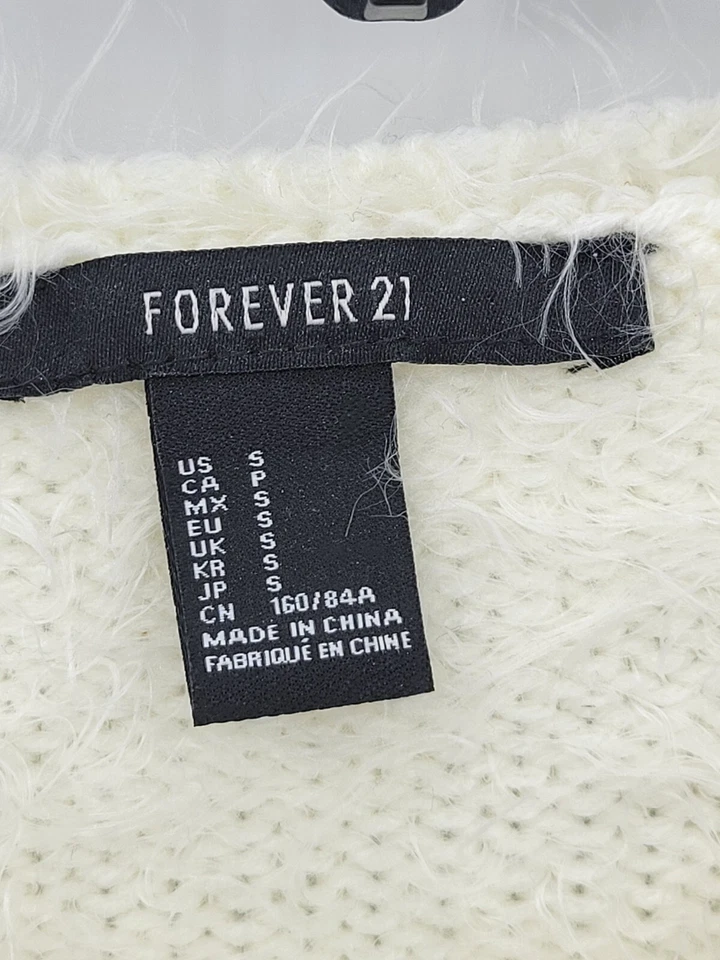 FOREVER 21
US S
CA P
MX S
EU S
UK S
KR S
JP S
CN 160/84A
MADE IN CHINA
FABRIQUÉ EN CHINE